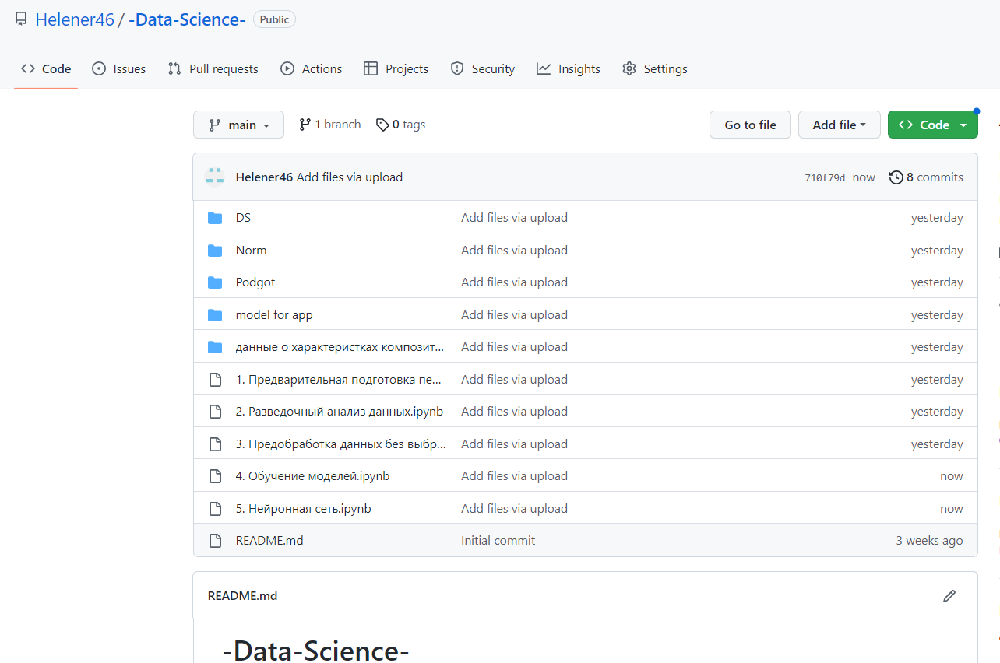 Helener46 / -Data-Science- Public
Code Issues Pull requests Actions Projects Security Insights Settings
main 1 branch 0 tags Go to file Add file Code
Helener46 Add files via upload 710f79d now 8 commits
DS Add files via upload yesterday
Norm Add files via upload yesterday
Podgot Add files via upload yesterday
model for app Add files via upload yesterday
данные о характеристках композит... Add files via upload yesterday
1. Предварительная подготовка пе... Add files via upload yesterday
2. Разведочный анализ данных.ipynb Add files via upload yesterday
3. Предобработка данных без выбр... Add files via upload yesterday
4. Обучение моделей.ipynb Add files via upload now
5. Нейронная сеть.ipynb Add files via upload now
README.md Initial commit 3 weeks ago
README.md
-Data-Science-